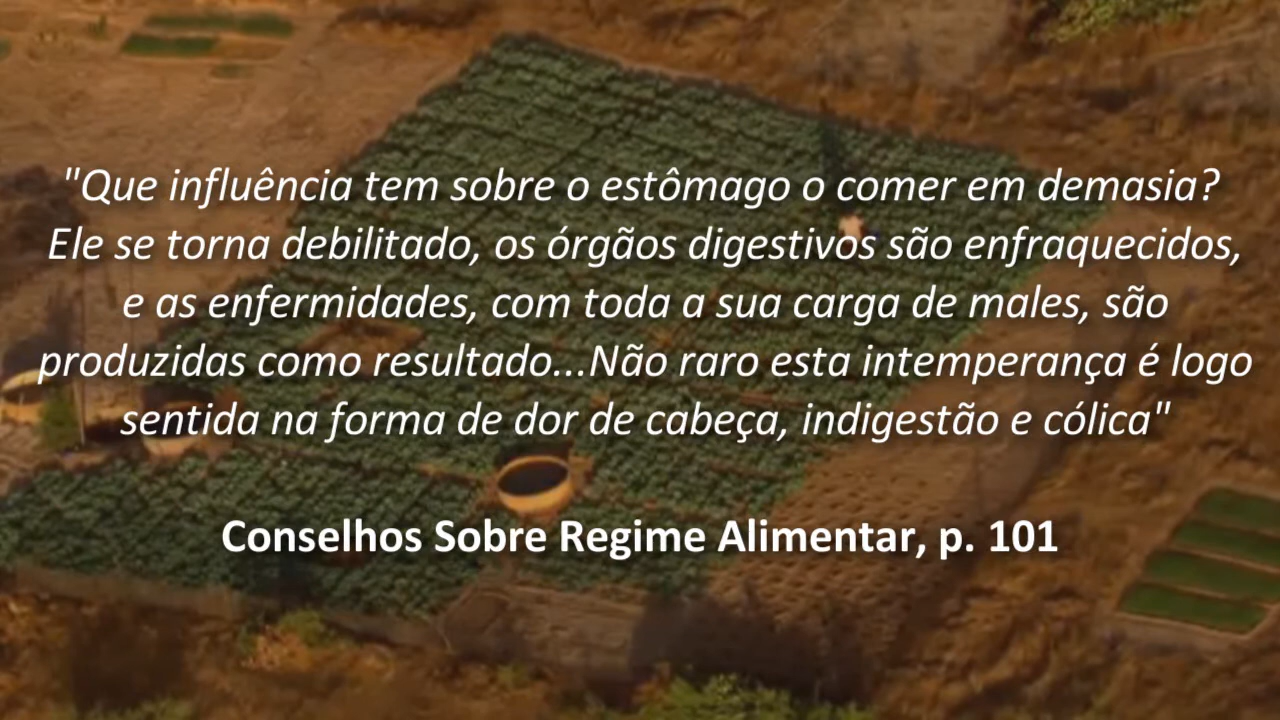 "Que influência tem sobre o estômago o comer em demasia?
Ele se torna debilitado, os órgãos digestivos são enfraquecidos,
e as enfermidades, com toda a sua carga de males, são
produzidas como resultado...Não raro esta intemperança é logo
sentida na forma de dor de cabeça, indigestão e cólica"
Conselhos Sobre Regime Alimentar, p. 101